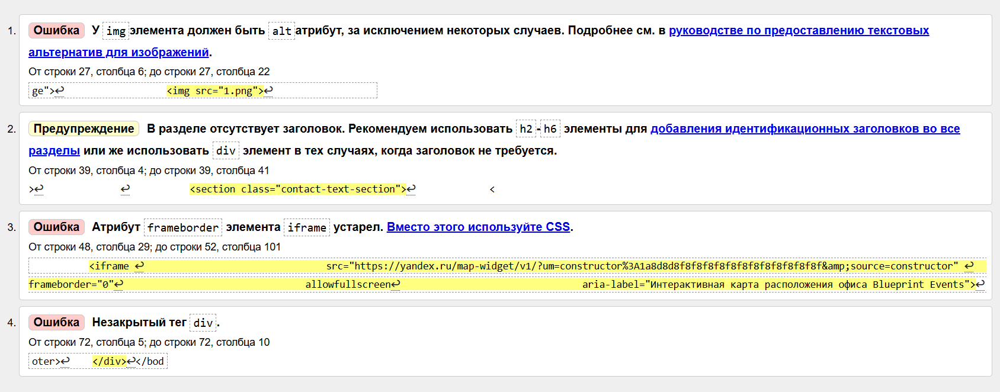 1. Ошибка У img элемента должен быть alt атрибут, за исключением некоторых случаев. Подробнее см. в руководстве по предоставлению текстовых
альтернатив для изображений.
От строки 27, столбца 6; до строки 27, столбца 22
ge">↩ <img src="1.png">↩
2. Предупреждение В разделе отсутствует заголовок. Рекомендуем использовать h2-h6 элементы для добавления идентификационных заголовков во все
разделы или же использовать div элемент в тех случаях, когда заголовок не требуется.
От строки 39, столбца 4; до строки 39, столбца 41
>↩ ↩ <section class="contact-text-section">↩ <
3. Ошибка Атрибут frameborder элемента iframe устарел. Вместо этого используйте CSS.
От строки 48, столбца 29; до строки 52, столбца 101
<iframe ↩ src="https://yandex.ru/map-widget/v1/?um=constructor%3A1a8d8d8f8f8f8f8f8f8f8f8f8f8f8f8f&amp;source=constructor" ↩
frameborder="0"↩ allowfullscreen↩ aria-label="Интерактивная карта расположения офиса Blueprint Events">↩
4. Ошибка Незакрытый тег div.
От строки 72, столбца 5; до строки 72, столбца 10
oter>↩ </div>↩</bod